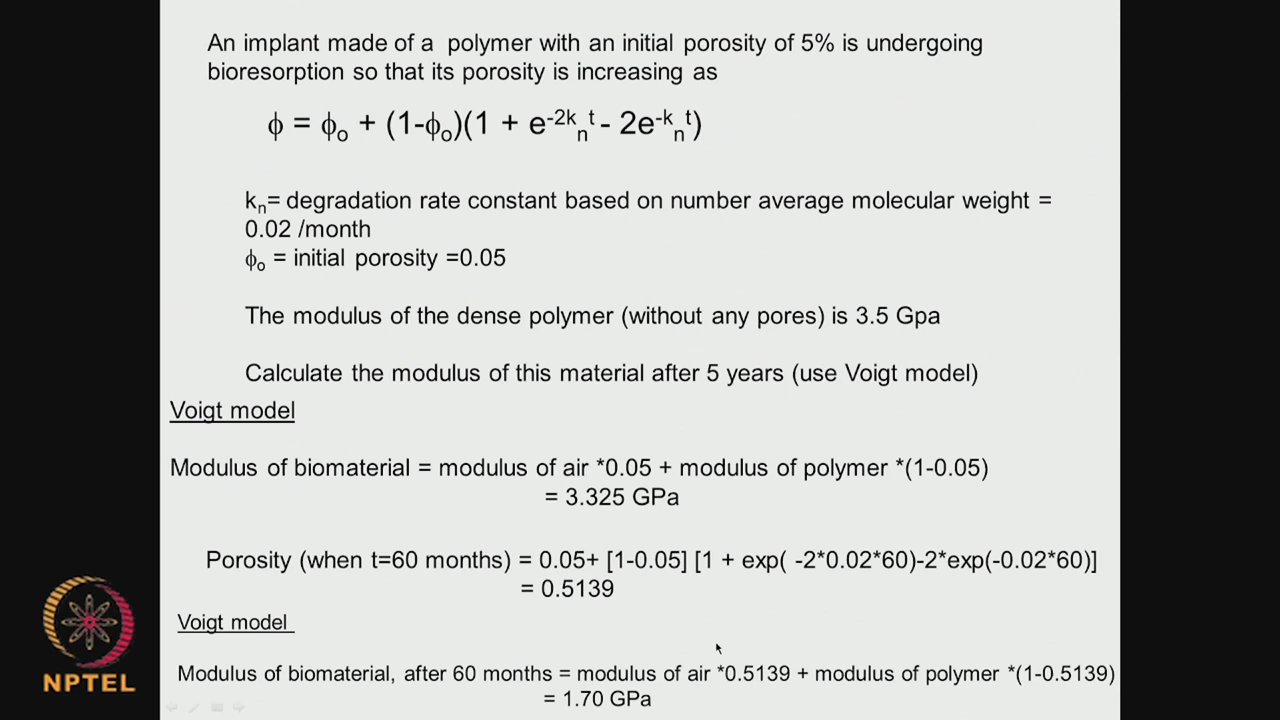 An implant made of a polymer with an initial porosity of 5% is undergoing
bioresorption so that its porosity is increasing as
ϕ = ϕo + (1-ϕo)(1 + e^-2k_n^t - 2e^-k_n^t)
kn= degradation rate constant based on number average molecular weight =
0.02 /month
ϕo = initial porosity =0.05
The modulus of the dense polymer (without any pores) is 3.5 Gpa
Calculate the modulus of this material after 5 years (use Voigt model)
Voigt model
Modulus of biomaterial = modulus of air *0.05 + modulus of polymer *(1-0.05)
= 3.325 GPa
Porosity (when t=60 months) = 0.05+ [1-0.05] [1 + exp( -2*0.02*60)-2*exp(-0.02*60)]
= 0.5139
Voigt model
Modulus of biomaterial, after 60 months = modulus of air *0.5139 + modulus of polymer *(1-0.5139)
= 1.70 GPa
NPTEL